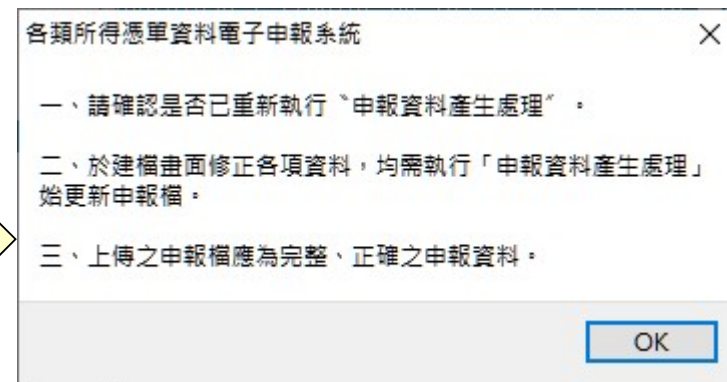 各類所得憑單資料電子申報系統
一、請確認是否已重新執行〝申報資料產生處理〞。
二、於建檔畫面修正各項資料，均需執行「申報資料產生處理」
始更新申報檔。
三、上傳之申報檔應為完整、正確之申報資料。
OK